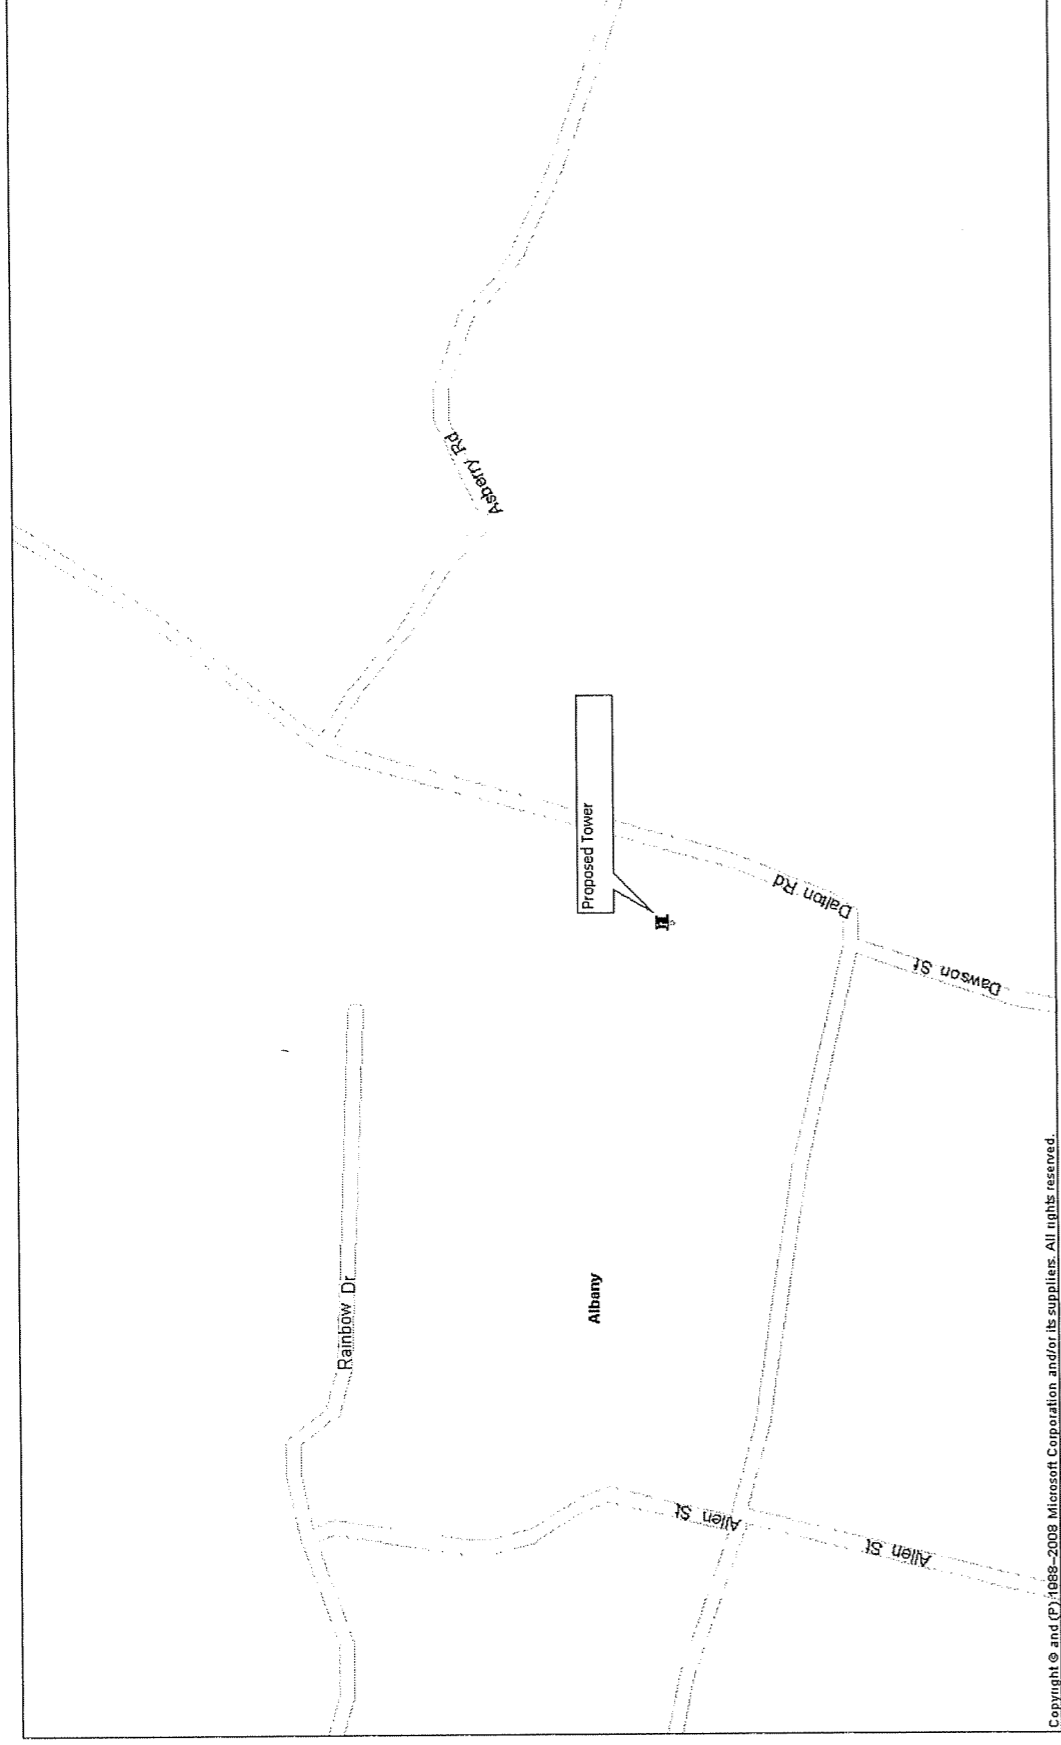 Asberry Rd
Proposed Tower
Dalton Rd
Dawson St
Rainbow Dr
Albany
Allen St
Allen St
Copyright © and (P) 1988–2008 Microsoft Corporation and/or its suppliers. All rights reserved.